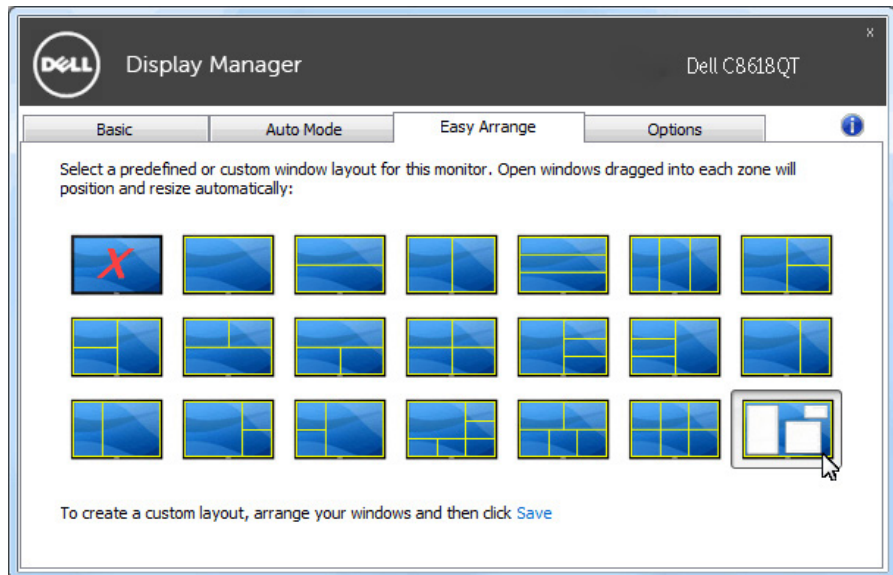 DELL
Display Manager
Dell C8618QT
x
Basic
Auto Mode
Easy Arrange
Options
i
Select a predefined or custom window layout for this monitor. Open windows dragged into each zone will
position and resize automatically:
X
To create a custom layout, arrange your windows and then click Save